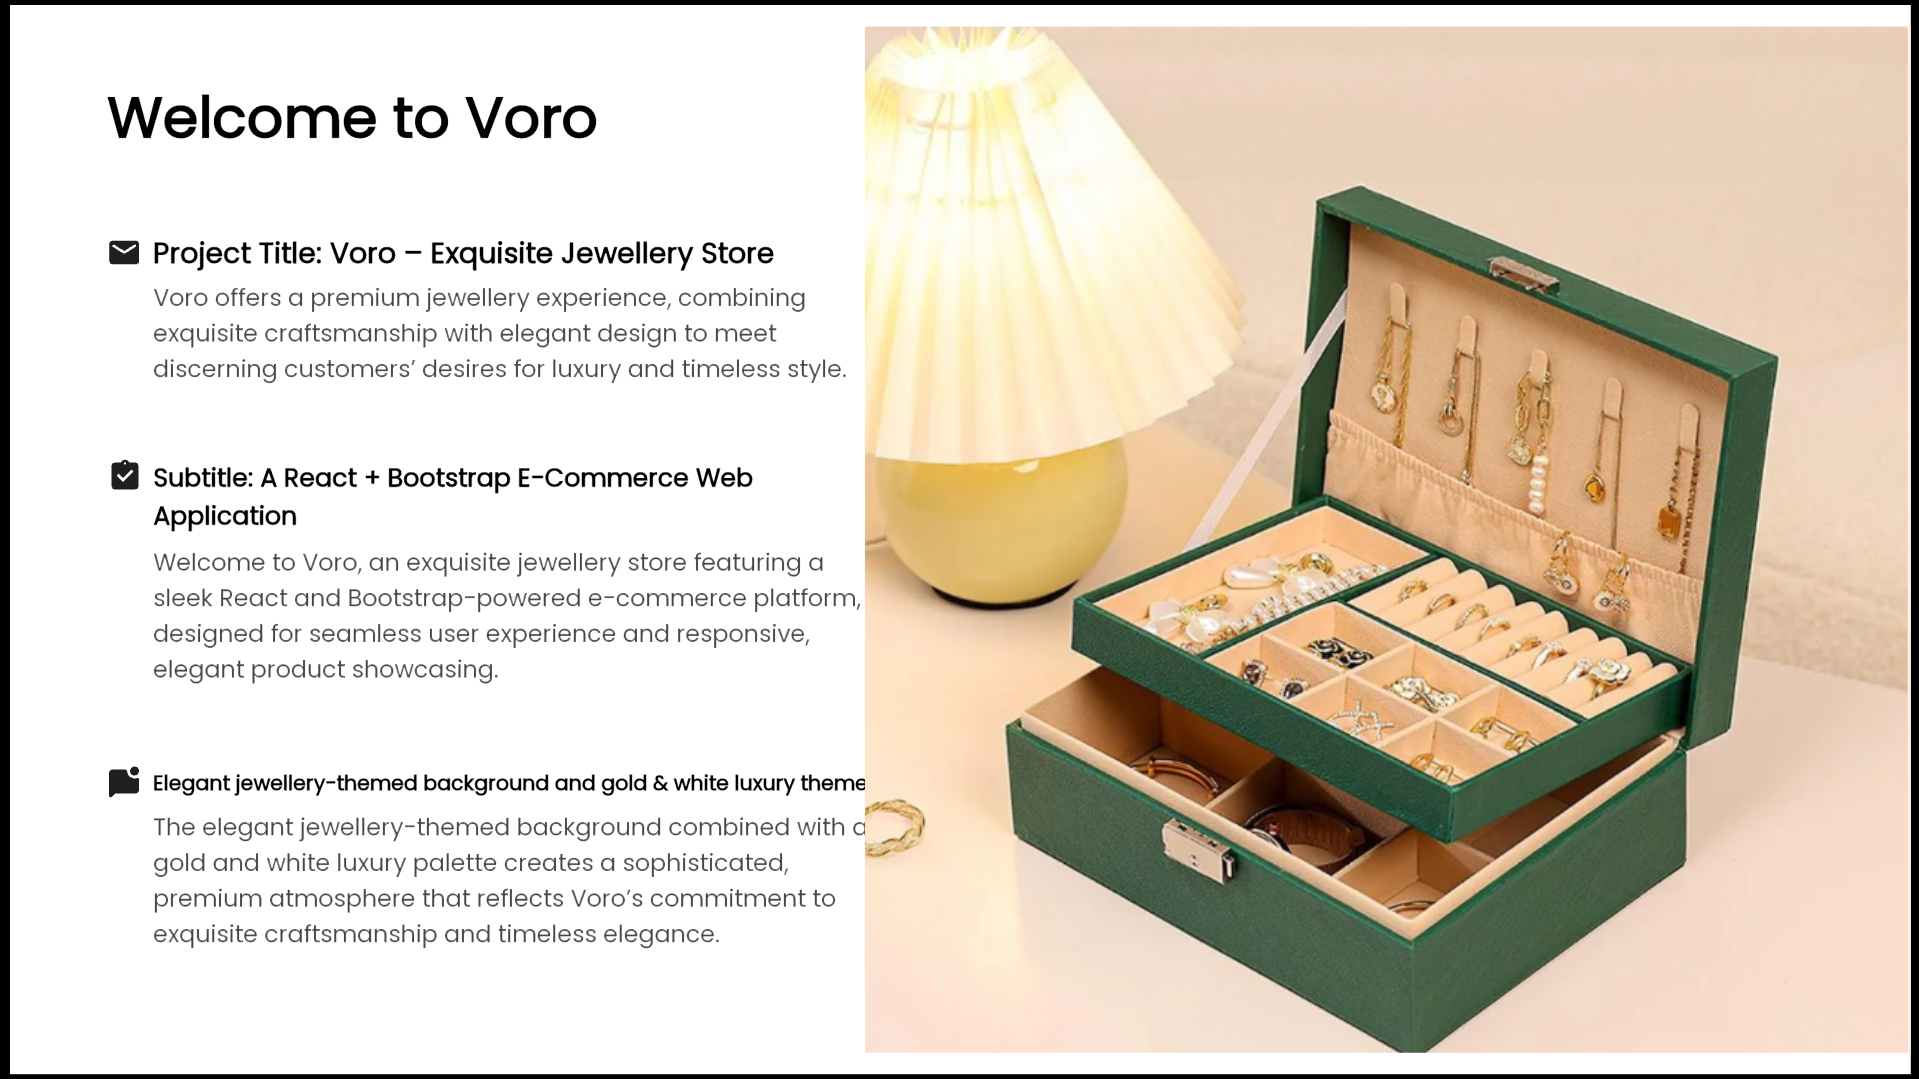 Welcome to Voro
Project Title: Voro – Exquisite Jewellery Store
Voro offers a premium jewellery experience, combining
exquisite craftsmanship with elegant design to meet
discerning customers’ desires for luxury and timeless style.
Subtitle: A React + Bootstrap E-Commerce Web
Application
Welcome to Voro, an exquisite jewellery store featuring a
sleek React and Bootstrap-powered e-commerce platform,
designed for seamless user experience and responsive,
elegant product showcasing.
Elegant jewellery-themed background and gold & white luxury theme
The elegant jewellery-themed background combined with a
gold and white luxury palette creates a sophisticated,
premium atmosphere that reflects Voro’s commitment to
exquisite craftsmanship and timeless elegance.